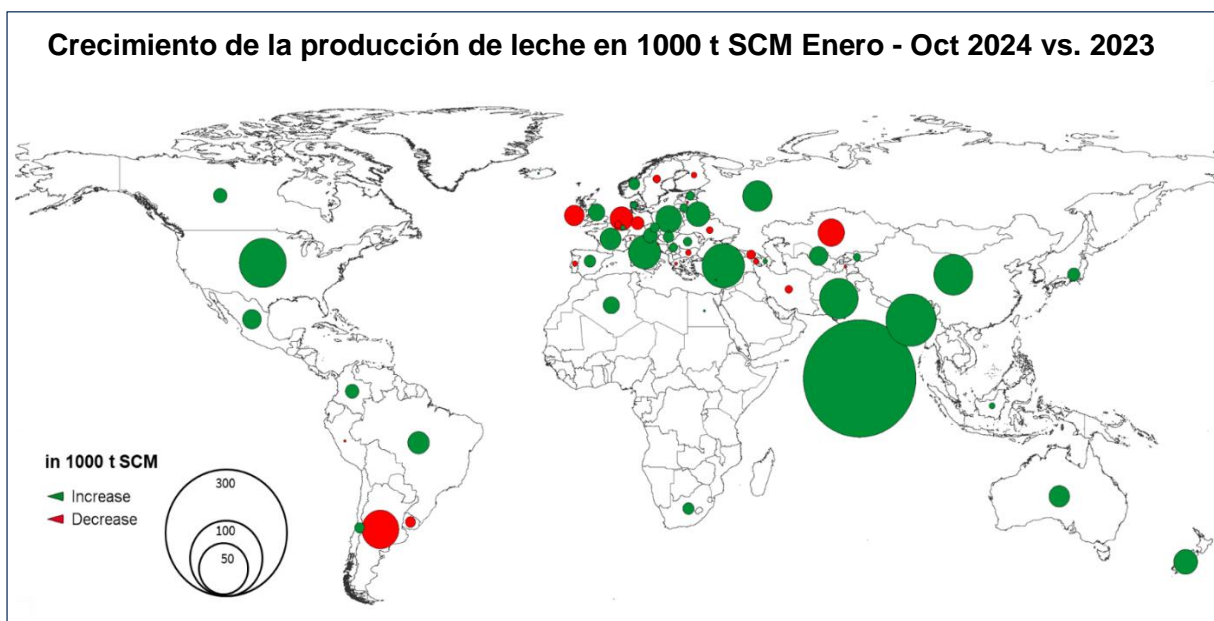 Crecimiento de la producción de leche en 1000 t SCM Enero - Oct 2024 vs. 2023
in 1000 t SCM
Increase
Decrease
300
100
50